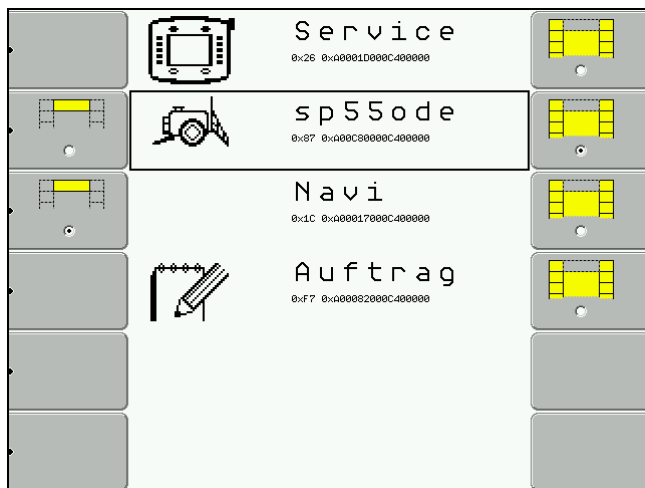 Service
0x26 0xA0001D000C400000
sp55ode
0x87 0xA00C80000C400000
Navi
0x1C 0xA00017000C400000
Auftrag
0xF7 0xA00082000C400000